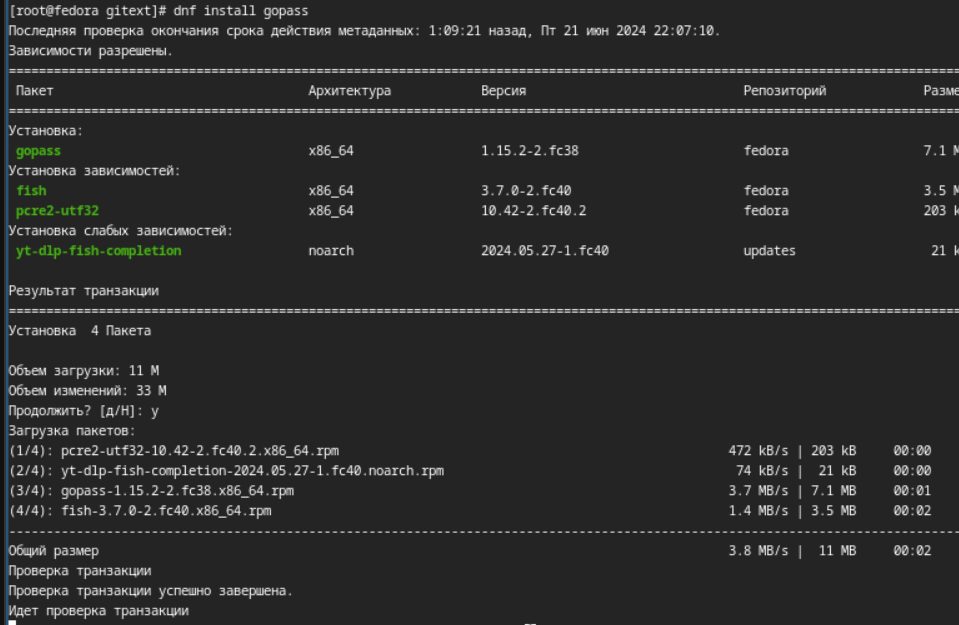 [root@fedora gitext]# dnf install gopass
Последняя проверка окончания срока действия метаданных: 1:09:21 назад, Пт 21 июн 2024 22:07:10.
Зависимости разрешены.
================================================================================
Пакет Архитектура Версия Репозиторий Разме
================================================================================
Установка:
gopass x86_64 1.15.2-2.fc38 fedora 7.1 M
Установка зависимостей:
fish x86_64 3.7.0-2.fc40 fedora 3.5 M
pcre2-utf32 x86_64 10.42-2.fc40.2 fedora 203 k
Установка слабых зависимостей:
yt-dlp-fish-completion noarch 2024.05.27-1.fc40 updates 21 k
Результат транзакции
================================================================================
Установка 4 Пакета
Объем загрузки: 11 M
Объем изменений: 33 M
Продолжить? [д/Н]: y
Загрузка пакетов:
(1/4): pcre2-utf32-10.42-2.fc40.2.x86_64.rpm 472 kB/s | 203 kB 00:00
(2/4): yt-dlp-fish-completion-2024.05.27-1.fc40.noarch.rpm 74 kB/s | 21 kB 00:00
(3/4): gopass-1.15.2-2.fc38.x86_64.rpm 3.7 MB/s | 7.1 MB 00:01
(4/4): fish-3.7.0-2.fc40.x86_64.rpm 1.4 MB/s | 3.5 MB 00:02
--------------------------------------------------------------------------------
Общий размер 3.8 MB/s | 11 MB 00:02
Проверка транзакции
Проверка транзакции успешно завершена.
Идет проверка транзакции